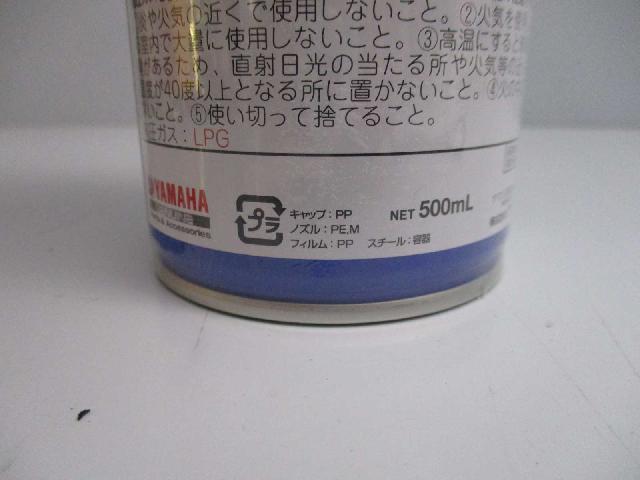 や火気の近くで使用しないこと。②火気を
室内で大量に使用しないこと。③高温にすると
があるため、直射日光の当たる所や火気等の
度が40度以上となる所に置かないこと。④火の
ないこと。⑤使い切って捨てること。
圧ガス：LPG
YAMAHA
& Accessories
プラ
キャップ：PP
ノズル：PE,M
フィルム：PP スチール：容器
NET 500mL